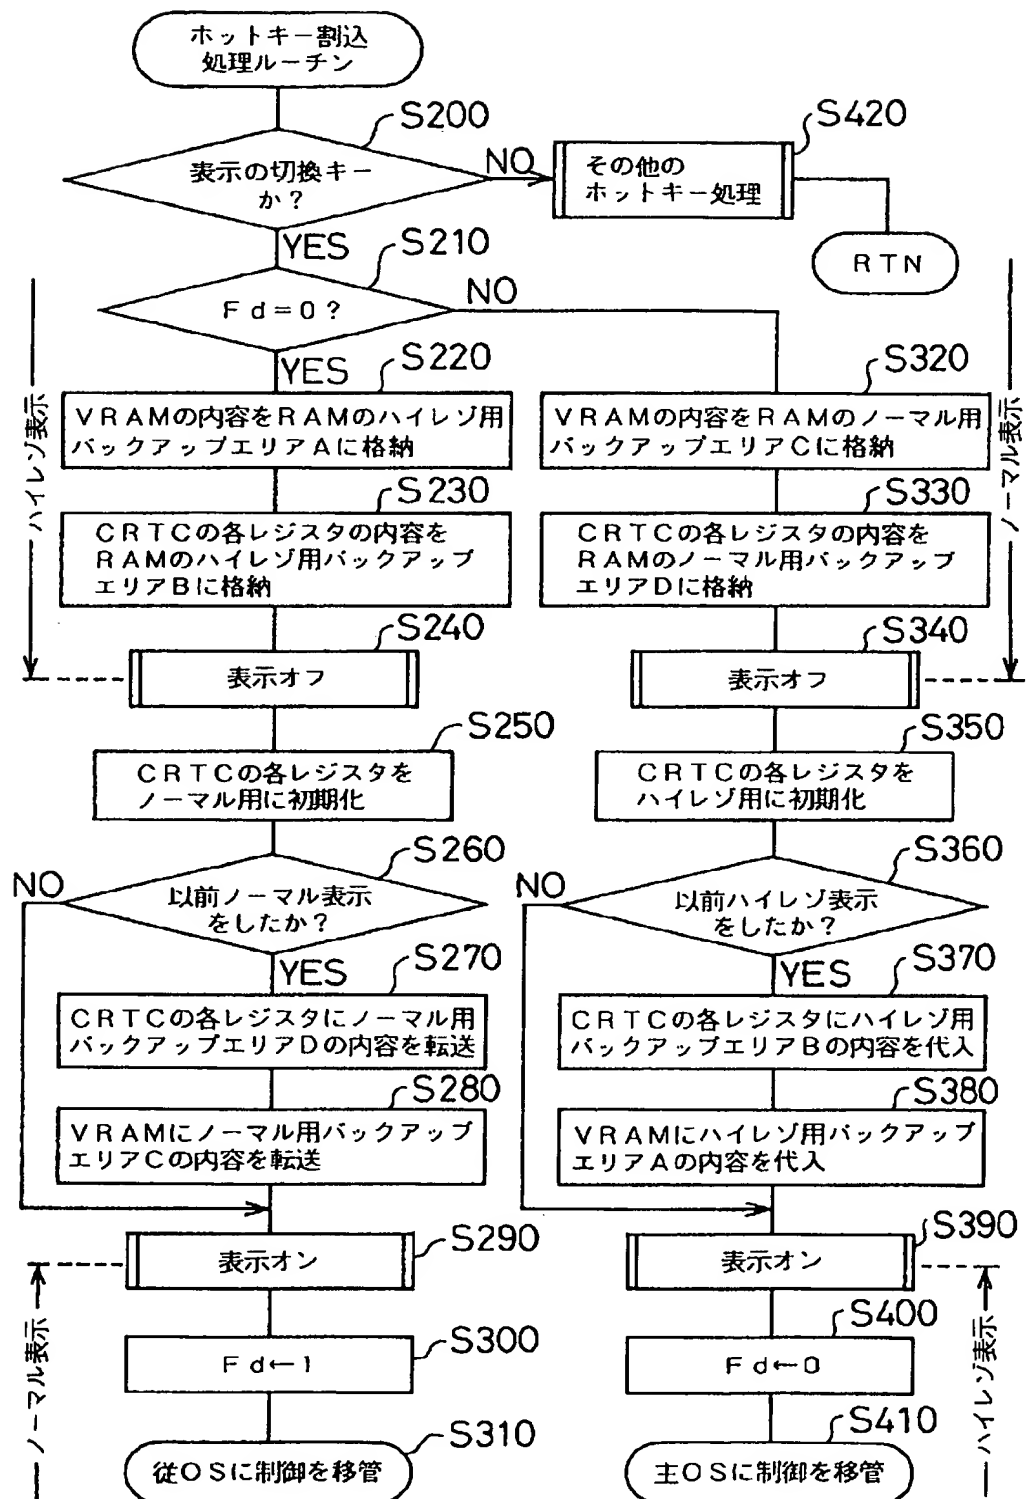 ホットキー割込
処理ルーチン
S200
表示の切換キー
か?
NO
S420
その他の
ホットキー処理
RTN
YES
S210
Fd=0?
NO
YES
ハイレゾ表示
ノーマル表示
S220
VRAMの内容をRAMのハイレゾ用
バックアップエリアAに格納
S230
CRTCの各レジスタの内容を
RAMのハイレゾ用バックアップ
エリアBに格納
S240
表示オフ
S250
CRTCの各レジスタを
ノーマル用に初期化
S260
以前ノーマル表示
をしたか?
NO
YES
S270
CRTCの各レジスタにノーマル用
バックアップエリアDの内容を転送
S280
VRAMにノーマル用バックアップ
エリアCの内容を転送
S290
表示オン
S300
Fd←1
S310
従OSに制御を移管
ノーマル表示
S320
VRAMの内容をRAMのノーマル用
バックアップエリアCに格納
S330
CRTCの各レジスタの内容を
RAMのノーマル用バックアップ
エリアDに格納
S340
表示オフ
S350
CRTCの各レジスタを
ハイレゾ用に初期化
S360
以前ハイレゾ表示
をしたか?
NO
YES
S370
CRTCの各レジスタにハイレゾ用
バックアップエリアBの内容を代入
S380
VRAMにハイレゾ用バックアップ
エリアAの内容を代入
S390
表示オン
S400
Fd←0
S410
主OSに制御を移管
ハイレゾ表示